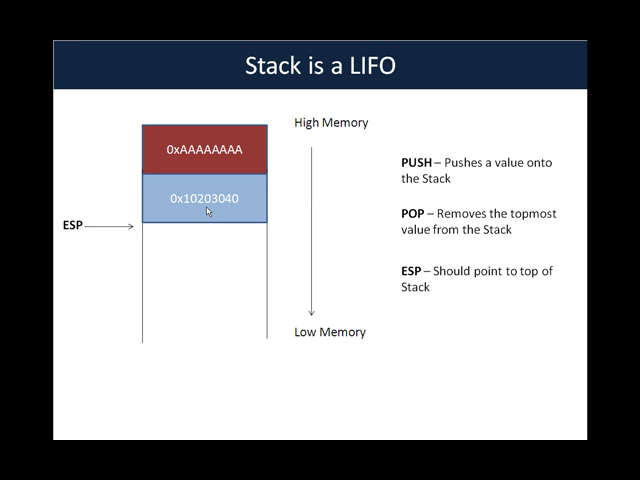 Stack is a LIFO
High Memory
0xAAAAAAAA
PUSH – Pushes a value onto
the Stack
0x10203040
POP – Removes the topmost
value from the Stack
ESP
ESP – Should point to top of
Stack
Low Memory